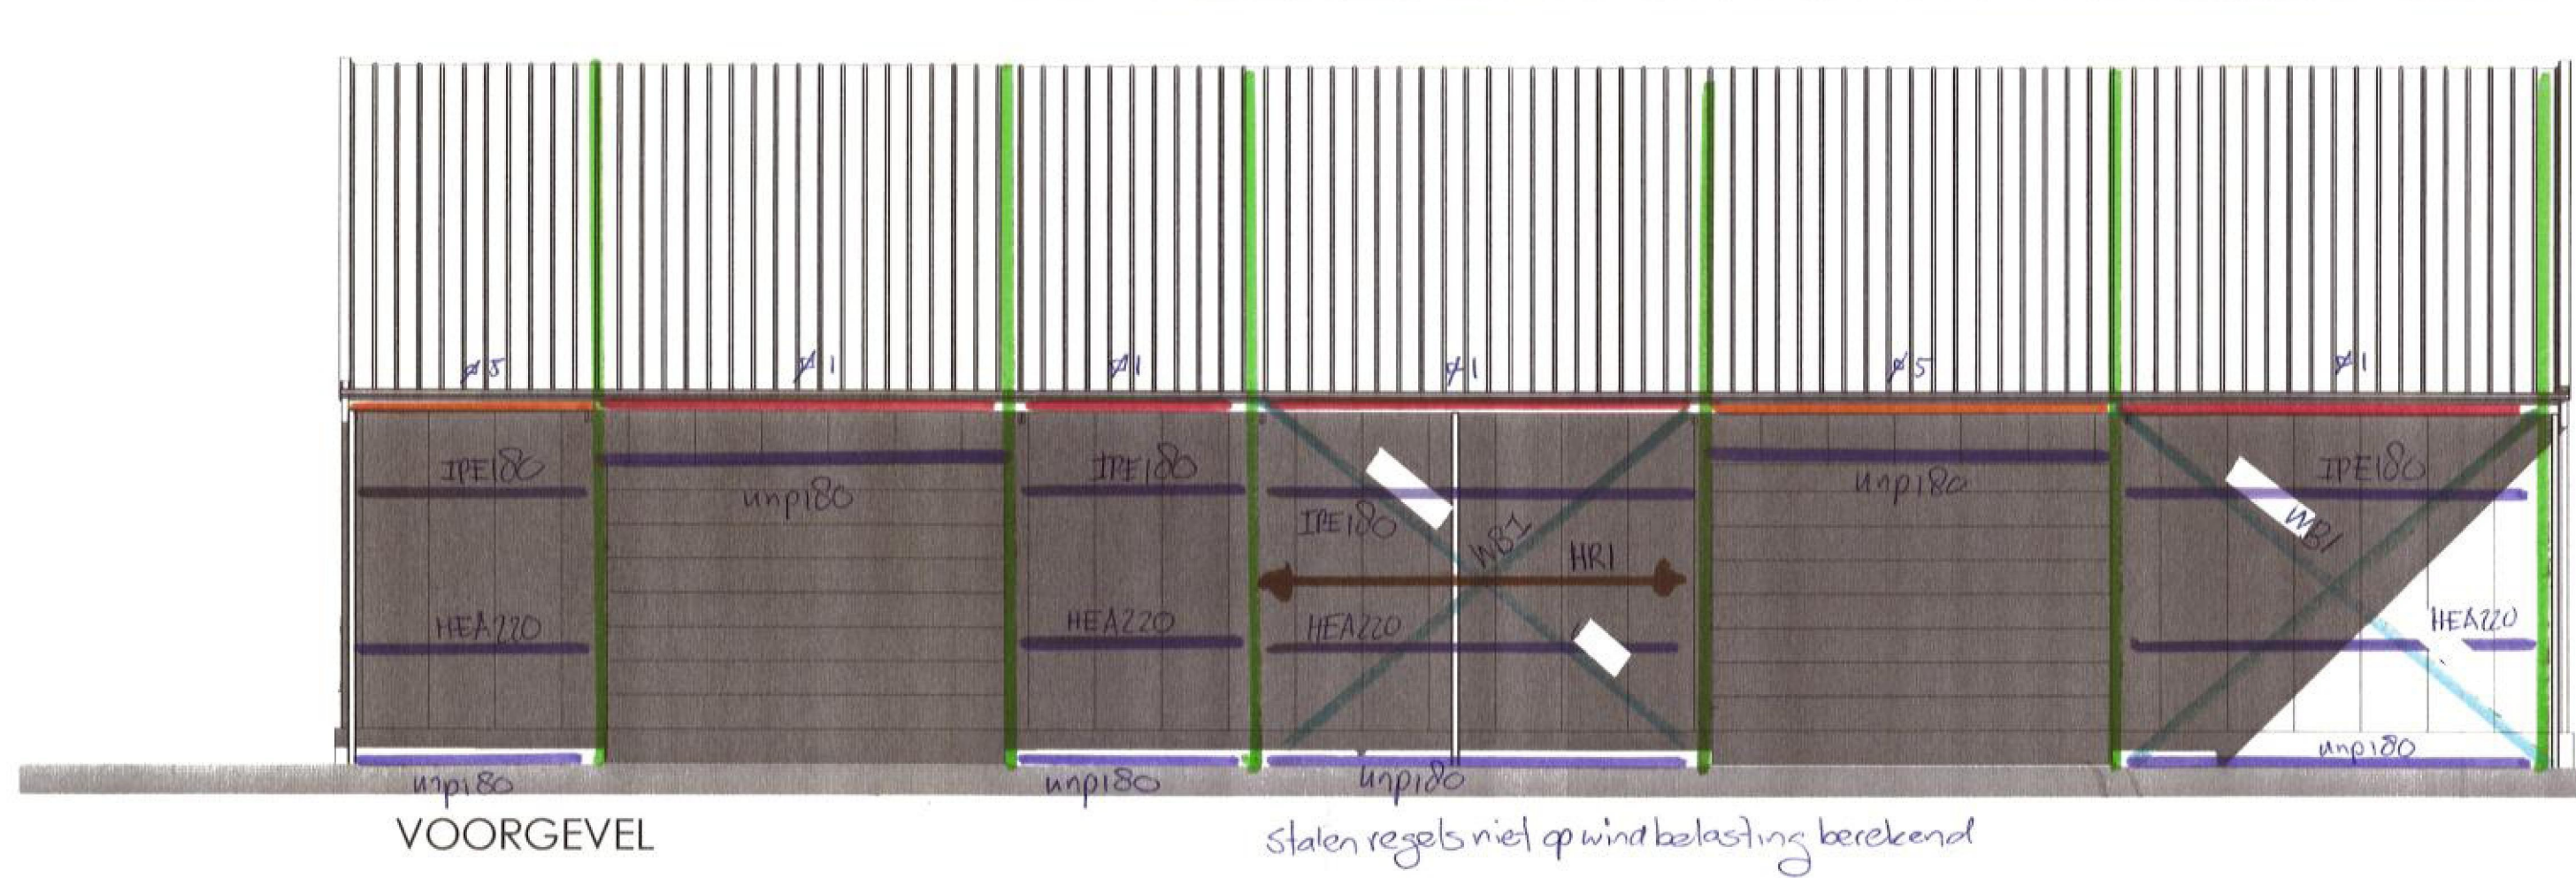 ø5
ø1
ø1
ø1
ø5
ø1
IPE180
unp180
IPE180
IPE180
unp180
IPE180
WB1
WB1
HR1
HEA220
HEA220
HEA220
HEA220
unp180
unp180
unp180
unp180
VOORGEVEL
stalen regels niet op windbelasting berekend